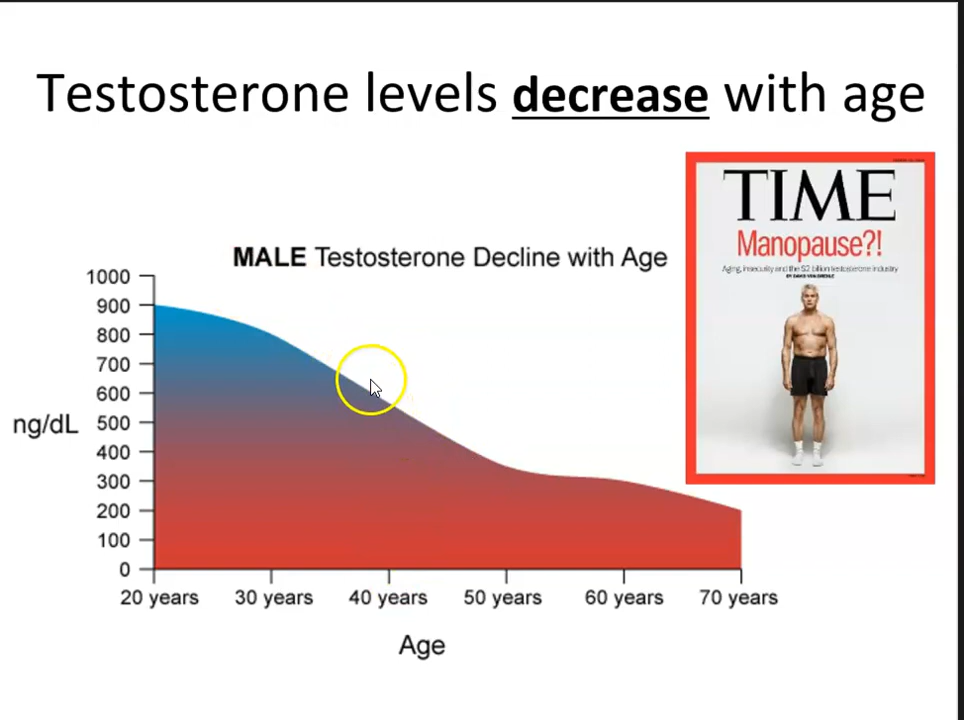 Testosterone levels decrease with age
TIME
Manopause?!
Aging, insecurity and the $2 billion testosterone industry
MALE Testosterone Decline with Age
1000
900
800
700
600
500
400
300
200
100
0
ng/dL
20 years 30 years 40 years 50 years 60 years 70 years
Age